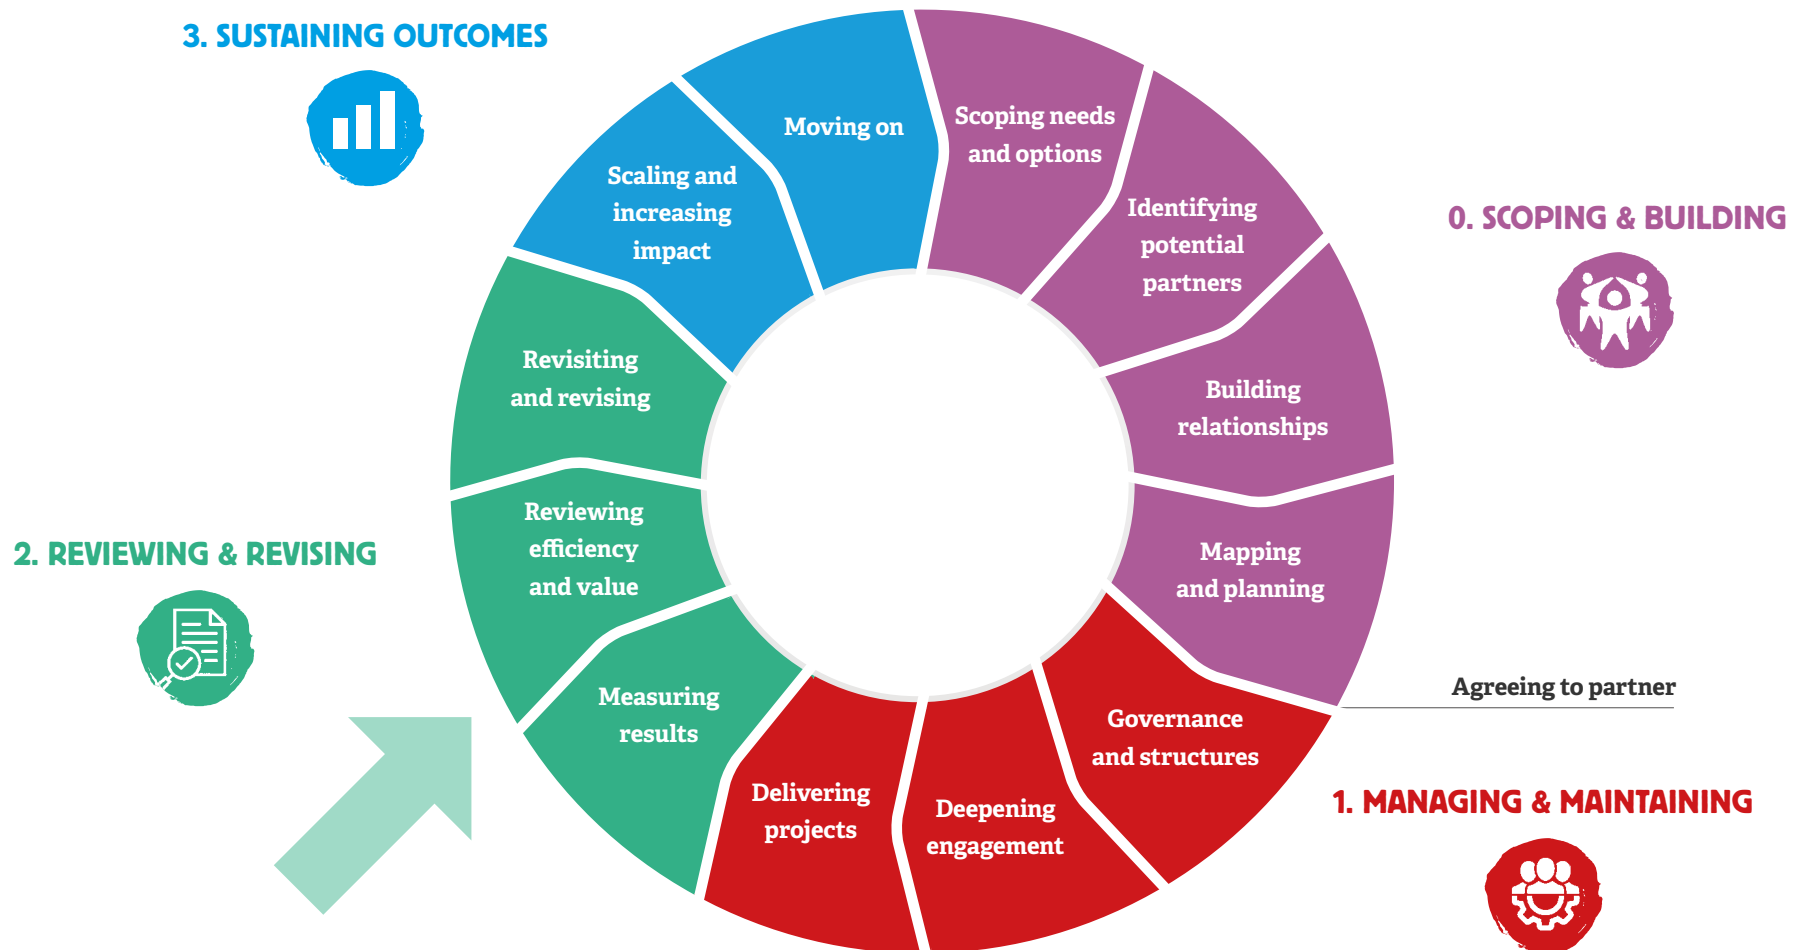 3. SUSTAINING OUTCOMES
Moving on
Scoping needs
and options
Scaling and
increasing
impact
Identifying
potential
partners
0. SCOPING & BUILDING
Revisiting
and revising
Building
relationships
Reviewing
efficiency
and value
Mapping
and planning
2. REVIEWING & REVISING
Measuring
results
Agreeing to partner
Governance
and structures
Delivering
projects
Deepening
engagement
1. MANAGING & MAINTAINING